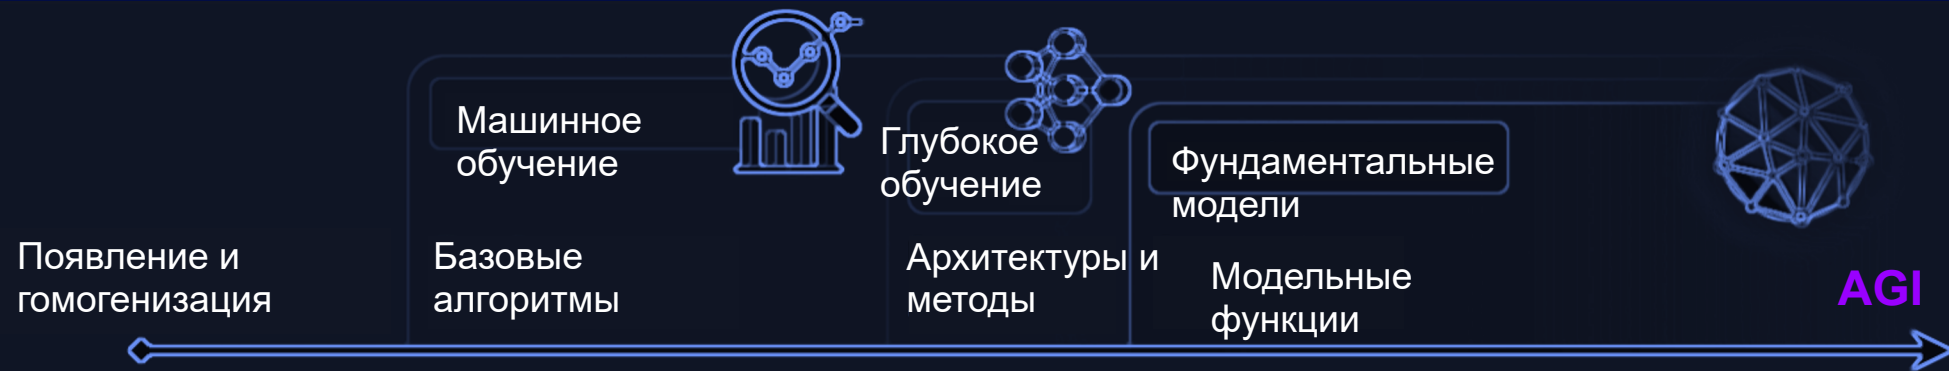 Машинное
обучение
Глубокое
обучение
Фундаментальные
модели
Появление и
гомогенизация
Базовые
алгоритмы
Архитектуры и
методы
Модельные
функции
AGI